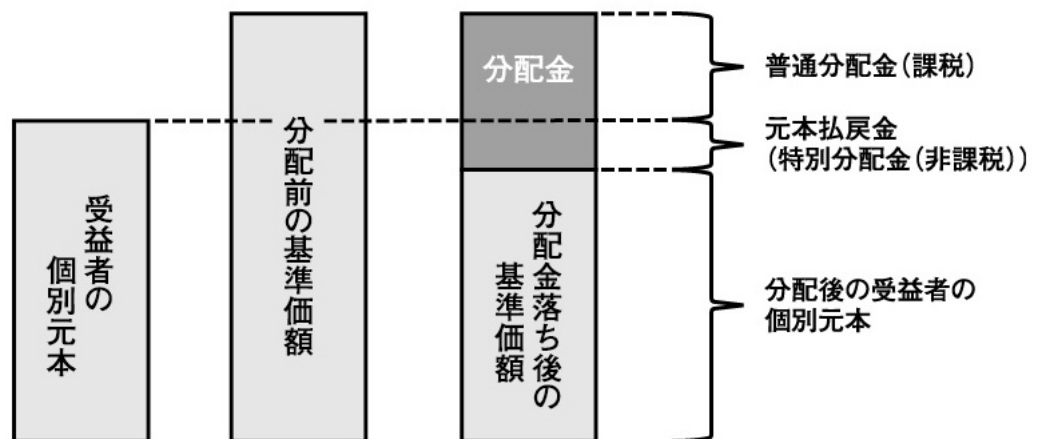 受益者の
個別元本
分配前の基準価額
分配金
分配金落ち後の
基準価額
普通分配金(課税)
元本払戻金
(特別分配金(非課税))
分配後の受益者の
個別元本